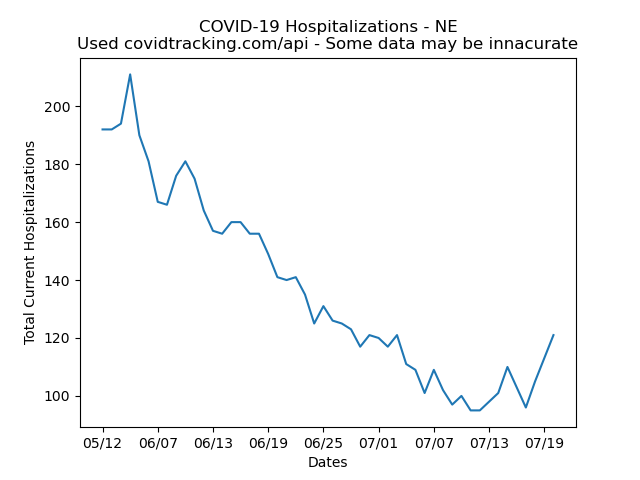 COVID-19 Hospitalizations - NE
Used covidtracking.com/api - Some data may be innacurate
Total Current Hospitalizations
200
180
160
140
120
100
05/12 06/07 06/13 06/19 06/25 07/01 07/07 07/13 07/19
Dates